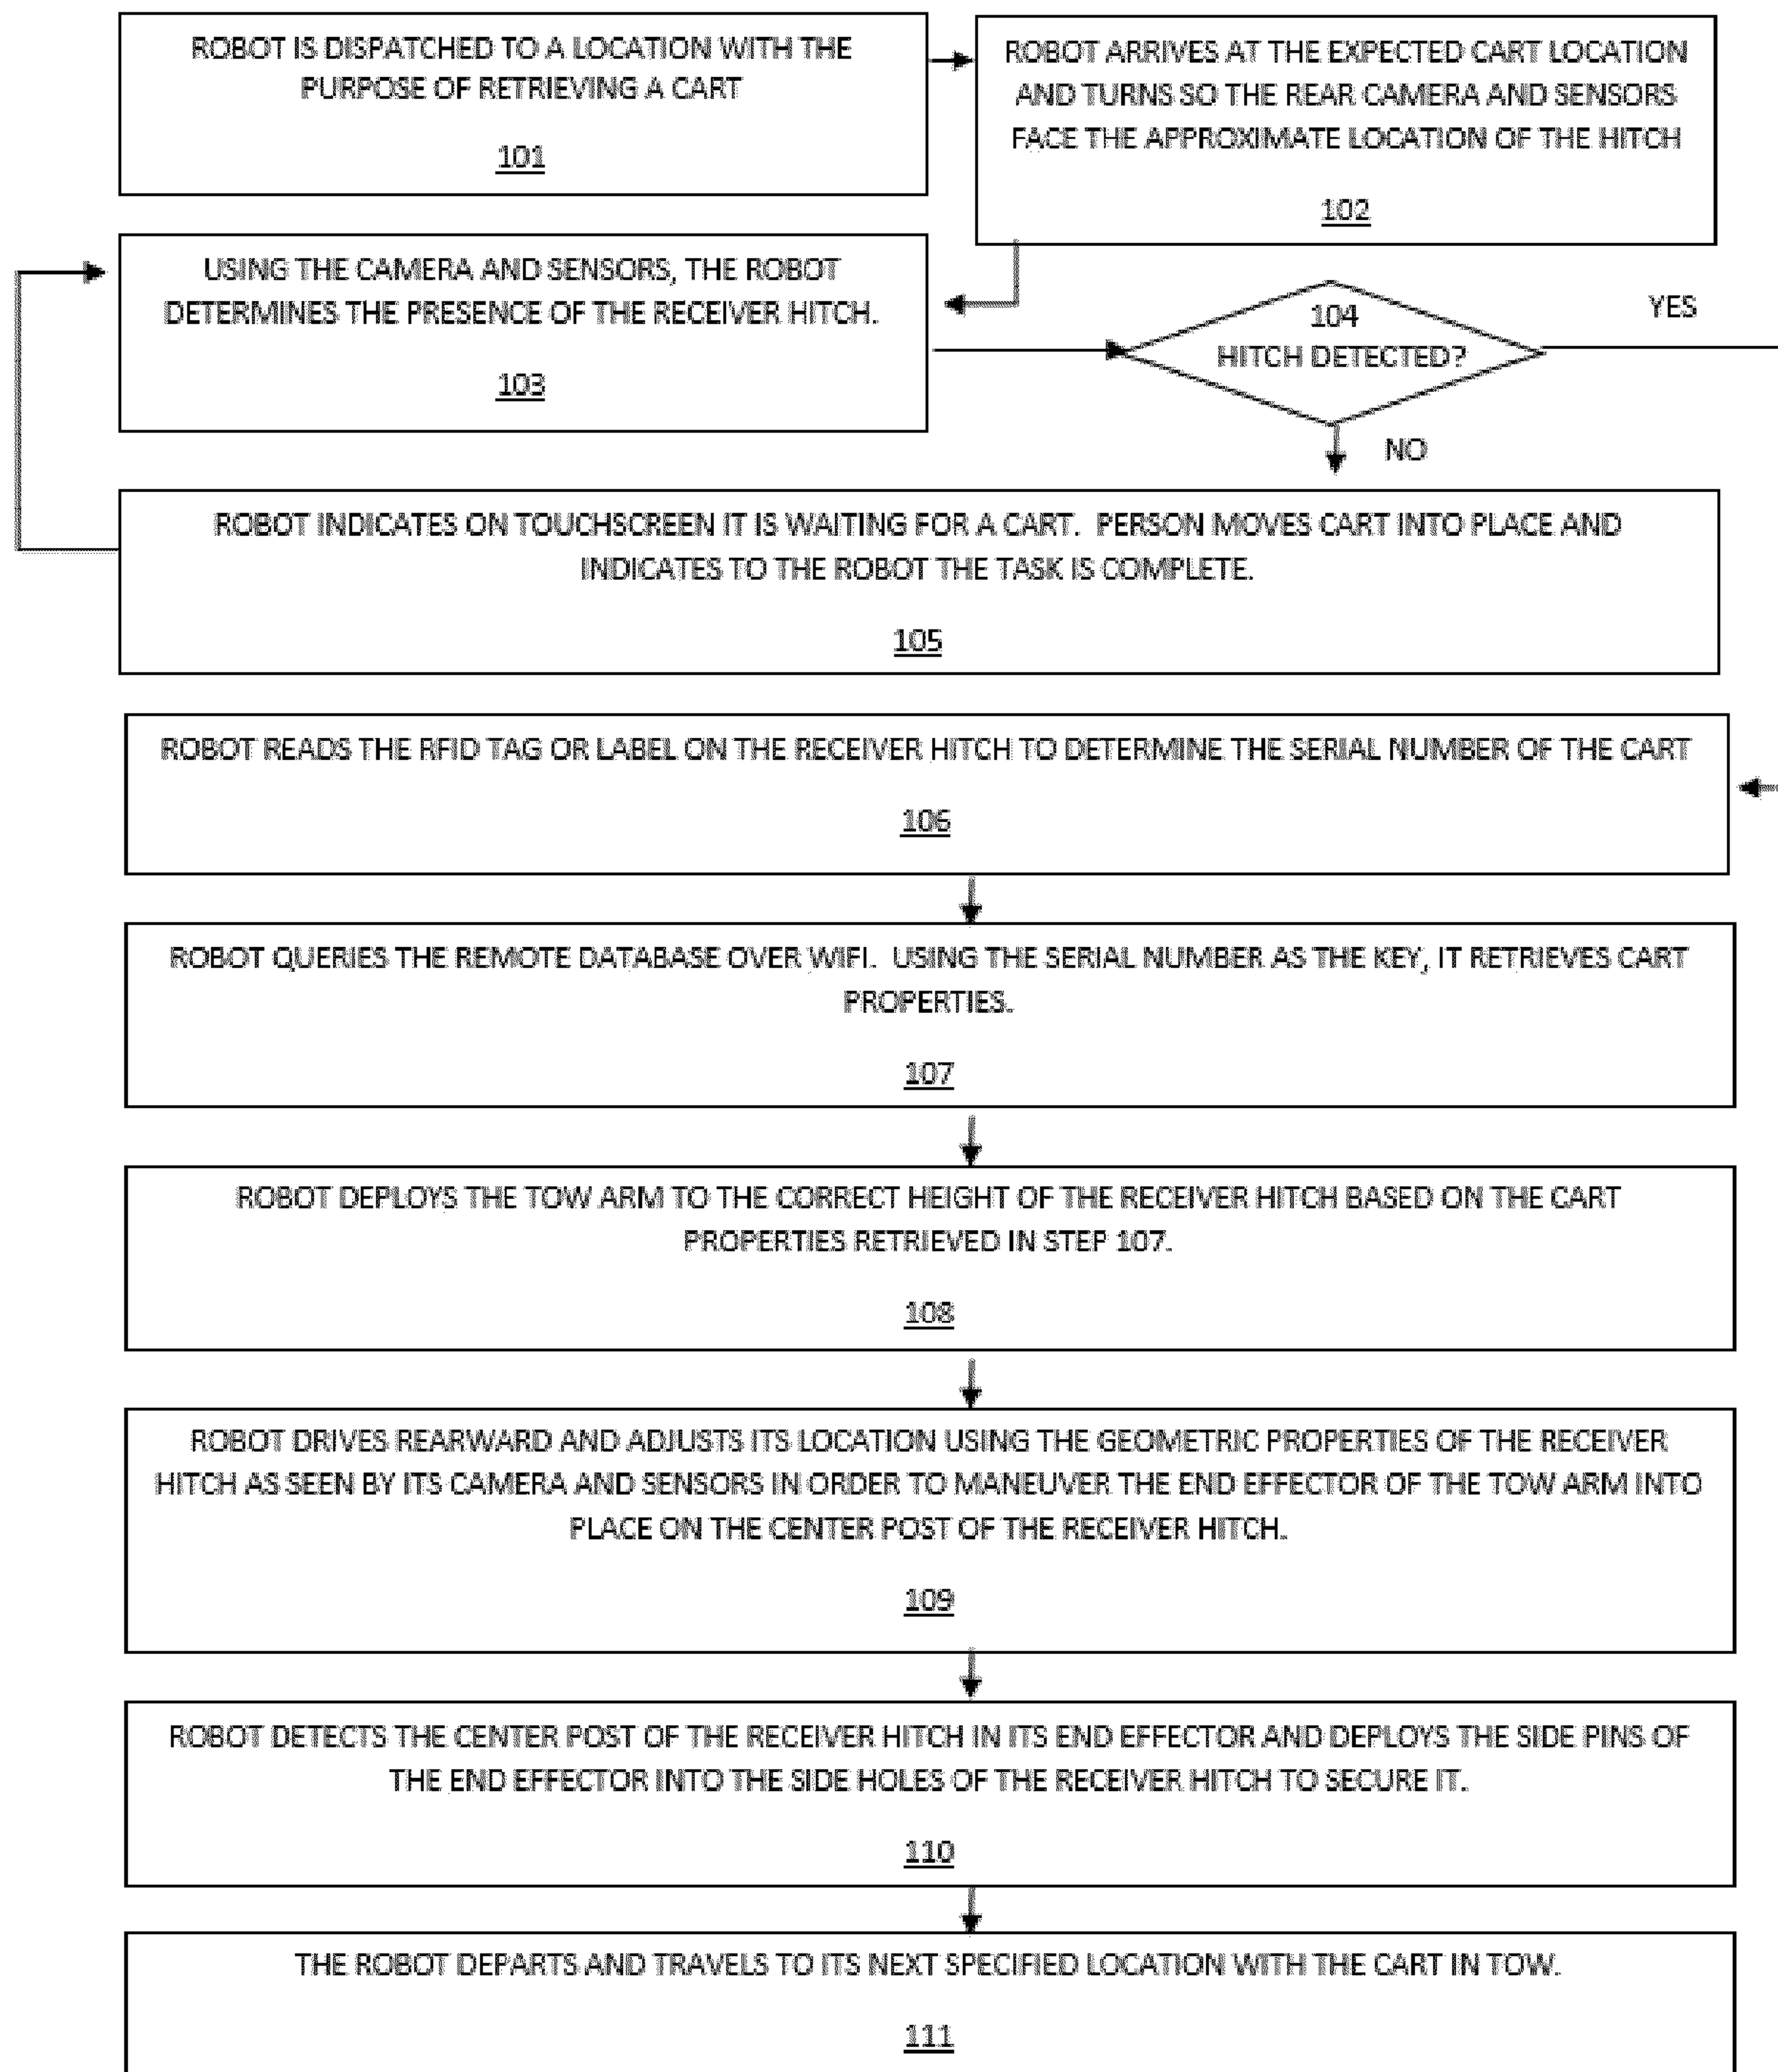 ROBOT IS DISPATCHED TO A LOCATION WITH THE
PURPOSE OF RETRIEVING A CART
101
ROBOT ARRIVES AT THE EXPECTED CART LOCATION
AND TURNS SO THE REAR CAMERA AND SENSORS
FACE THE APPROXIMATE LOCATION OF THE HITCH
102
USING THE CAMERA AND SENSORS, THE ROBOT
DETERMINES THE PRESENCE OF THE RECEIVER HITCH.
103
104
HITCH DETECTED?
YES
NO
ROBOT INDICATES ON TOUCHSCREEN IT IS WAITING FOR A CART. PERSON MOVES CART INTO PLACE AND
INDICATES TO THE ROBOT THE TASK IS COMPLETE.
105
ROBOT READS THE RFID TAG OR LABEL ON THE RECEIVER HITCH TO DETERMINE THE SERIAL NUMBER OF THE CART
106
ROBOT QUERIES THE REMOTE DATABASE OVER WIFI. USING THE SERIAL NUMBER AS THE KEY, IT RETRIEVES CART
PROPERTIES.
107
ROBOT DEPLOYS THE TOW ARM TO THE CORRECT HEIGHT OF THE RECEIVER HITCH BASED ON THE CART
PROPERTIES RETRIEVED IN STEP 107.
108
ROBOT DRIVES REARWARD AND ADJUSTS ITS LOCATION USING THE GEOMETRIC PROPERTIES OF THE RECEIVER
HITCH AS SEEN BY ITS CAMERA AND SENSORS IN ORDER TO MANEUVER THE END EFFECTOR OF THE TOW ARM INTO
PLACE ON THE CENTER POST OF THE RECEIVER HITCH.
109
ROBOT DETECTS THE CENTER POST OF THE RECEIVER HITCH IN ITS END EFFECTOR AND DEPLOYS THE SIDE PINS OF
THE END EFFECTOR INTO THE SIDE HOLES OF THE RECEIVER HITCH TO SECURE IT.
110
THE ROBOT DEPARTS AND TRAVELS TO ITS NEXT SPECIFIED LOCATION WITH THE CART IN TOW.
111